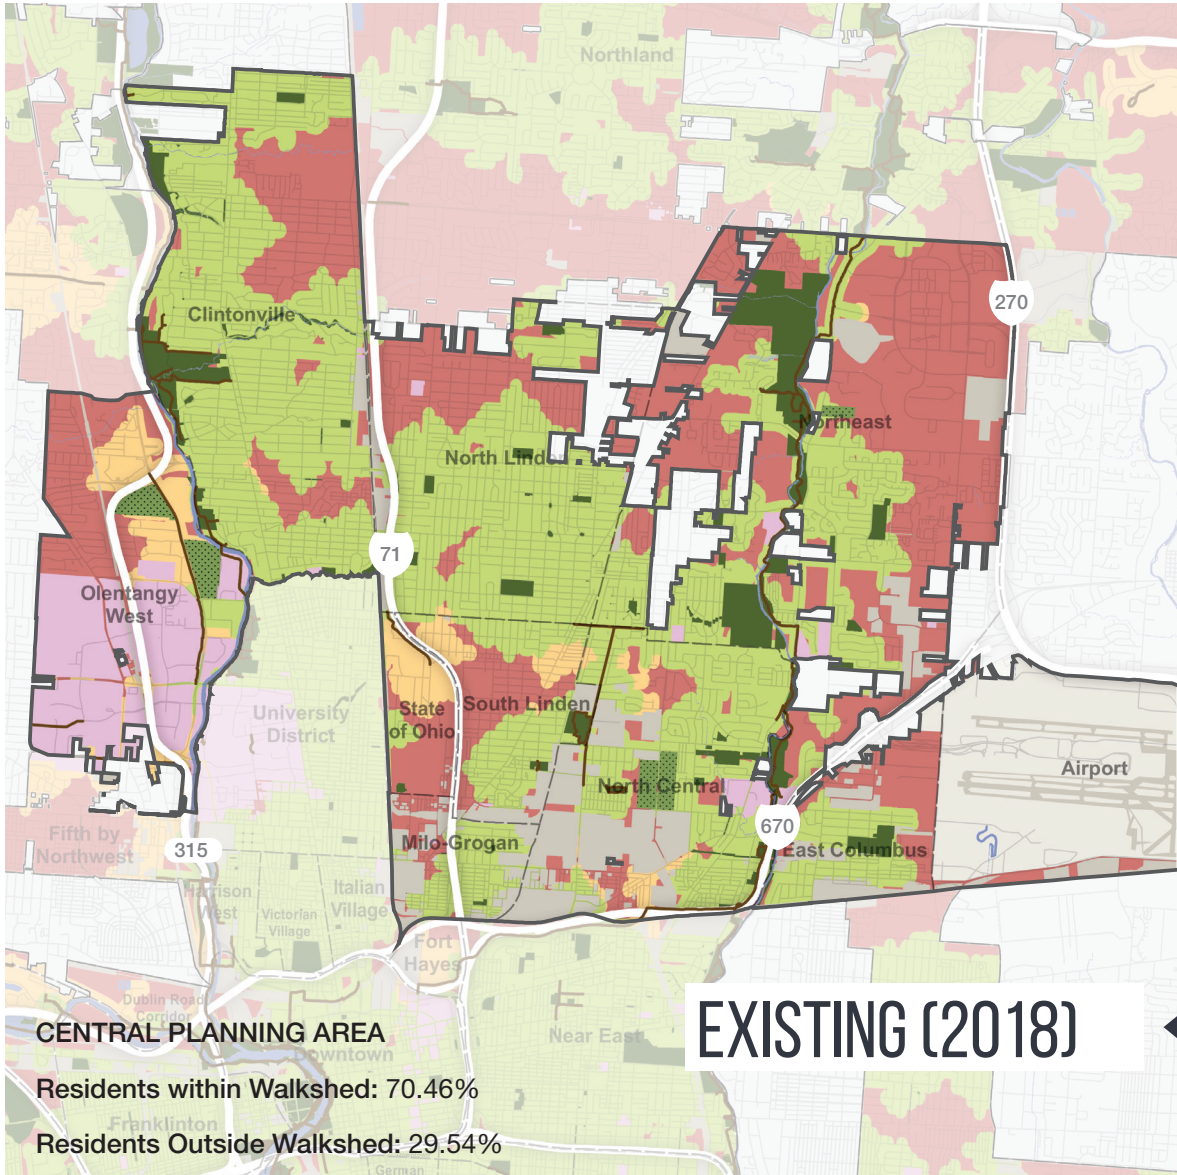 Northland
270
Clintonville
Northeast
North Linden
71
Olentangy
West
University
District
State
of Ohio
South Linden
Airport
North Central
670
Fifth by
Northwest
315
Milo-Grogan
East Columbus
Harrison
West
Italian
Village
Victorian
Village
Fort
Hayes
Dublin Road
Corridor
CENTRAL PLANNING AREA
Downtown
Near East
EXISTING (2018)
Residents within Walkshed: 70.46%
Franklinton
Residents Outside Walkshed: 29.54%
German